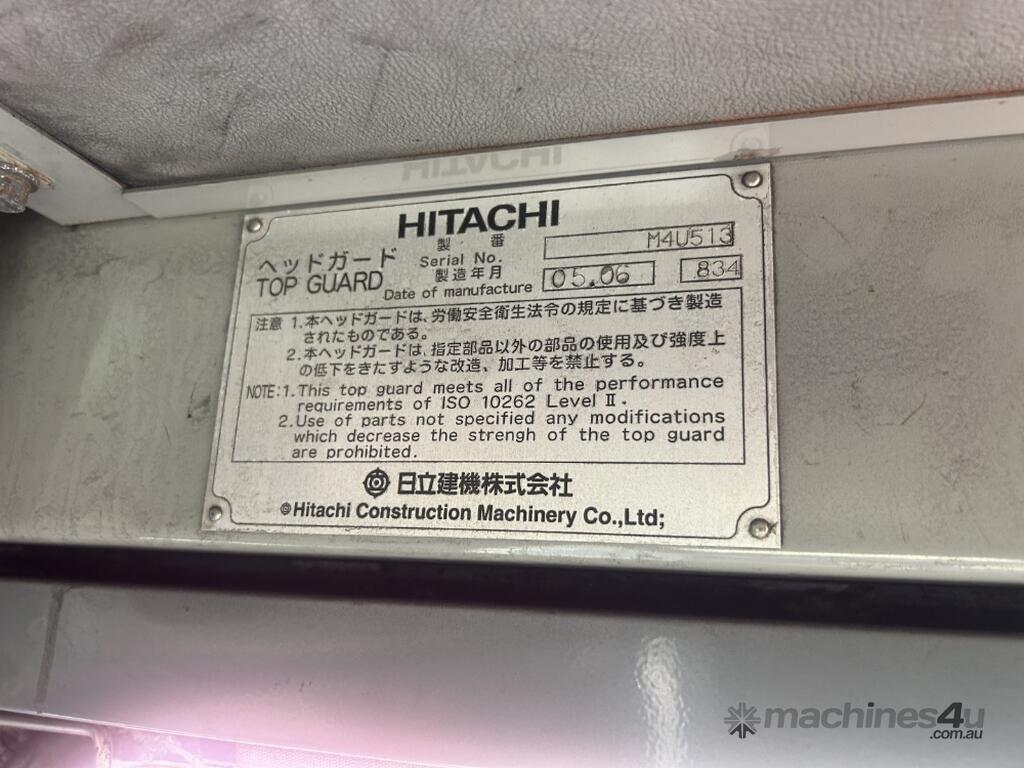 HITACHI
ヘッドガード
TOP GUARD
製番
Serial No.
M4U513
製造年月
Date of manufacture
05.06
834
注意 1.本ヘッドガードは、労働安全衛生法令の規定に基づき製造
されたものである。
2.本ヘッドガードは、指定部品以外の部品の使用及び強度上
の低下をきたすような改造、加工等を禁止する。
NOTE:1.This top guard meets all of the performance
requirements of ISO 10262 Level Ⅱ.
2.Use of parts not specified any modifications
which decrease the strengh of the top guard
are prohibited.
日立建機株式会社
©Hitachi Construction Machinery Co.,Ltd;
machines4u
.com.au